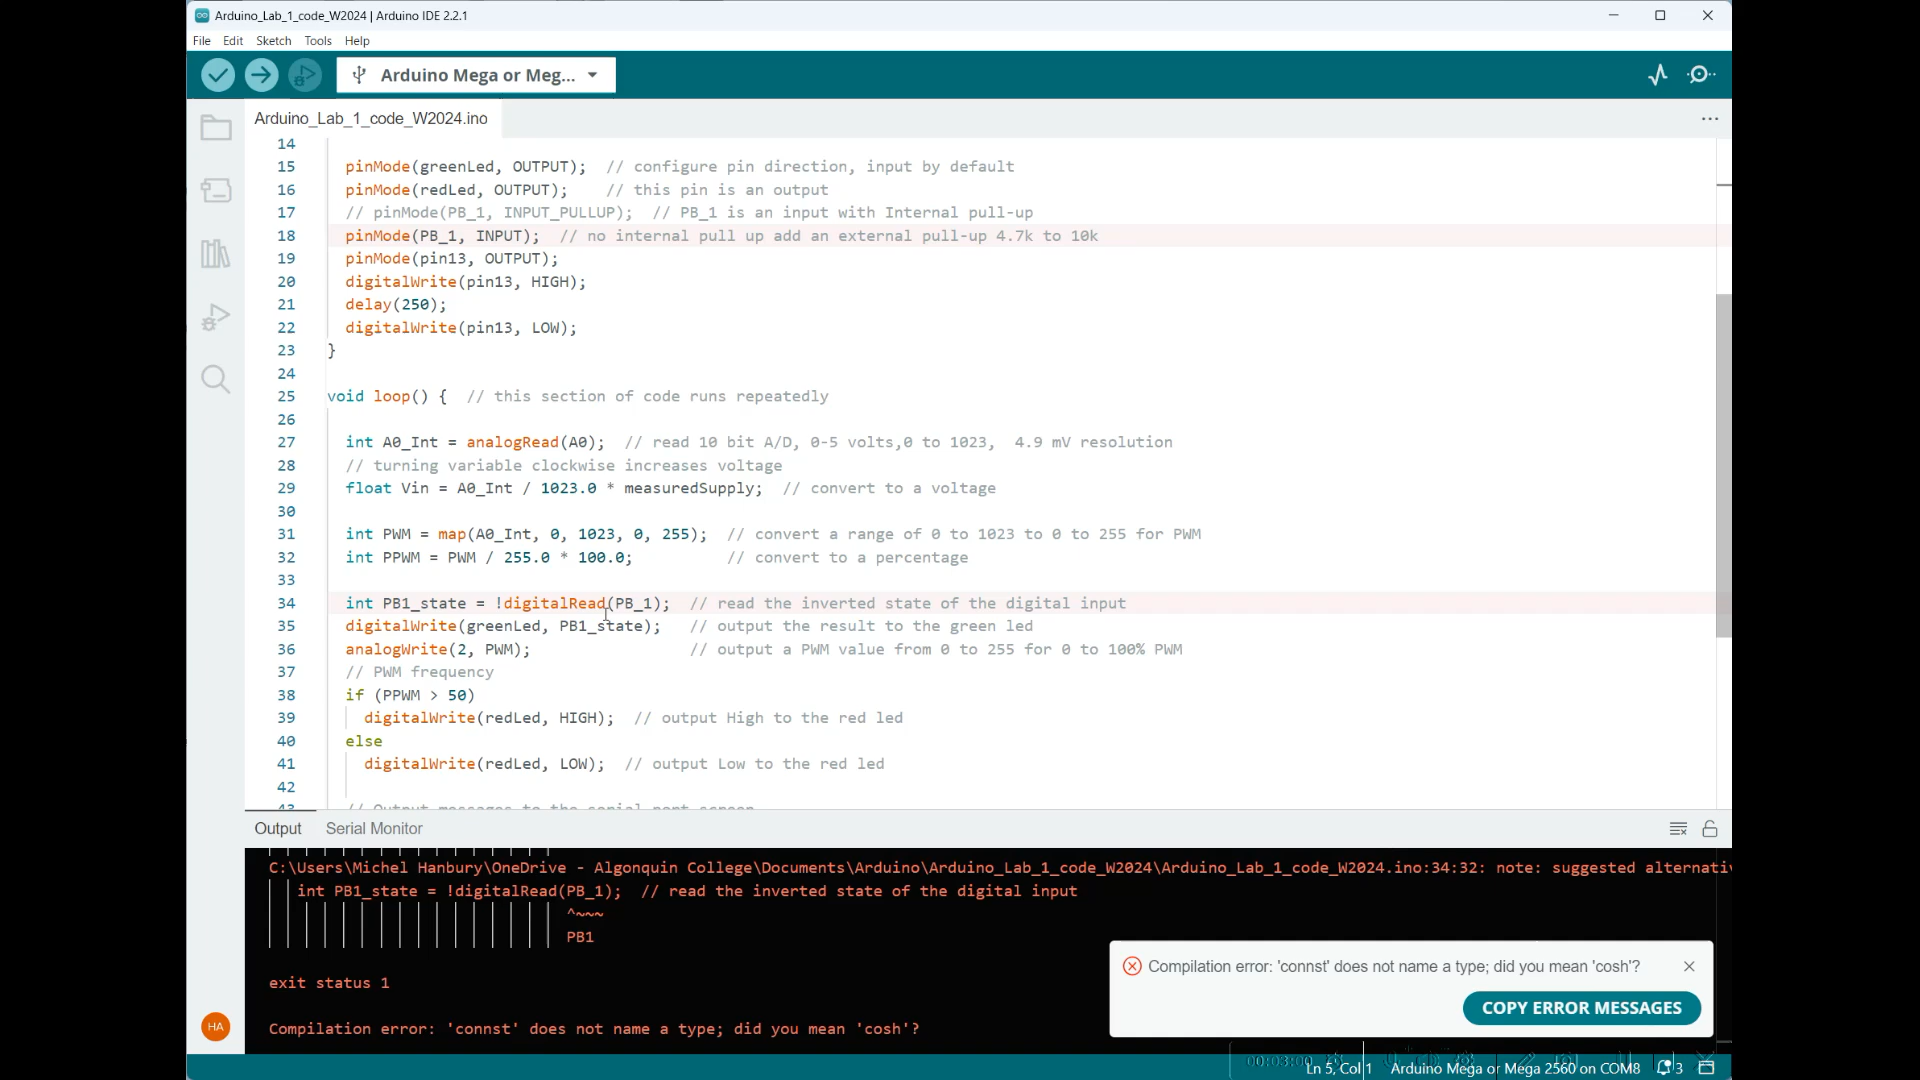 Arduino_Lab_1_code_W2024 | Arduino IDE 2.2.1
File Edit Sketch Tools Help
Arduino Mega or Meg...
Arduino_Lab_1_code_W2024.ino
14
15 pinMode(greenLed, OUTPUT); // configure pin direction, input by default
16 pinMode(redLed, OUTPUT); // this pin is an output
17 // pinMode(PB_1, INPUT_PULLUP); // PB_1 is an input with Internal pull-up
18 pinMode(PB_1, INPUT); // no internal pull up add an external pull-up 4.7k to 10k
19 pinMode(pin13, OUTPUT);
20 digitalWrite(pin13, HIGH);
21 delay(250);
22 digitalWrite(pin13, LOW);
23 }
24
25 void loop() { // this section of code runs repeatedly
26
27 int A0_Int = analogRead(A0); // read 10 bit A/D, 0-5 volts,0 to 1023, 4.9 mV resolution
28 // turning variable clockwise increases voltage
29 float Vin = A0_Int / 1023.0 * measuredSupply; // convert to a voltage
30
31 int PWM = map(A0_Int, 0, 1023, 0, 255); // convert a range of 0 to 1023 to 0 to 255 for PWM
32 int PPWM = PWM / 255.0 * 100.0; // convert to a percentage
33
34 int PB1_state = !digitalRead(PB_1); // read the inverted state of the digital input
35 digitalWrite(greenLed, PB1_state); // output the result to the green led
36 analogWrite(2, PWM); // output a PWM value from 0 to 255 for 0 to 100% PWM
37 // PWM frequency
38 if (PPWM > 50)
39 digitalWrite(redLed, HIGH); // output High to the red led
40 else
41 digitalWrite(redLed, LOW); // output Low to the red led
42
43 // Output messages to the serial port screen
Output Serial Monitor
C:\Users\Michel Hanbury\OneDrive - Algonquin College\Documents\Arduino\Arduino_Lab_1_code_W2024\Arduino_Lab_1_code_W2024.ino:34:32: note: suggested alternativ
int PB1_state = !digitalRead(PB_1); // read the inverted state of the digital input
^~~~
PB1
exit status 1
Compilation error: 'connst' does not name a type; did you mean 'cosh'?
Compilation error: 'connst' does not name a type; did you mean 'cosh'?
COPY ERROR MESSAGES
HA
00:03:00
Ln 5, Col 1 Arduino Mega or Mega 2560 on COM8 3